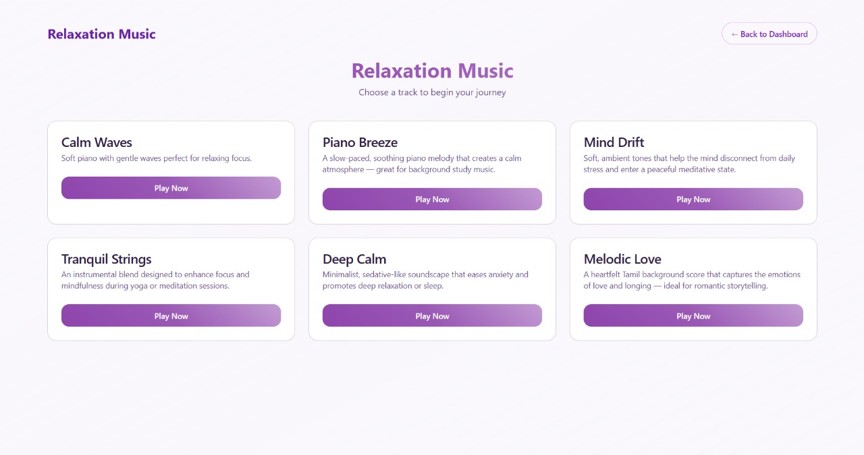 Relaxation Music
← Back to Dashboard
Relaxation Music
Choose a track to begin your journey
Calm Waves
Soft piano with gentle waves perfect for relaxing focus.
Play Now
Piano Breeze
A slow-paced, soothing piano melody that creates a calm
atmosphere — great for background study music.
Play Now
Mind Drift
Soft, ambient tones that help the mind disconnect from daily
stress and enter a peaceful meditative state.
Play Now
Tranquil Strings
An instrumental blend designed to enhance focus and
mindfulness during yoga or meditation sessions.
Play Now
Deep Calm
Minimalist, sedative-like soundscape that eases anxiety and
promotes deep relaxation or sleep.
Play Now
Melodic Love
A heartfelt Tamil background score that captures the emotions
of love and longing — ideal for romantic storytelling.
Play Now